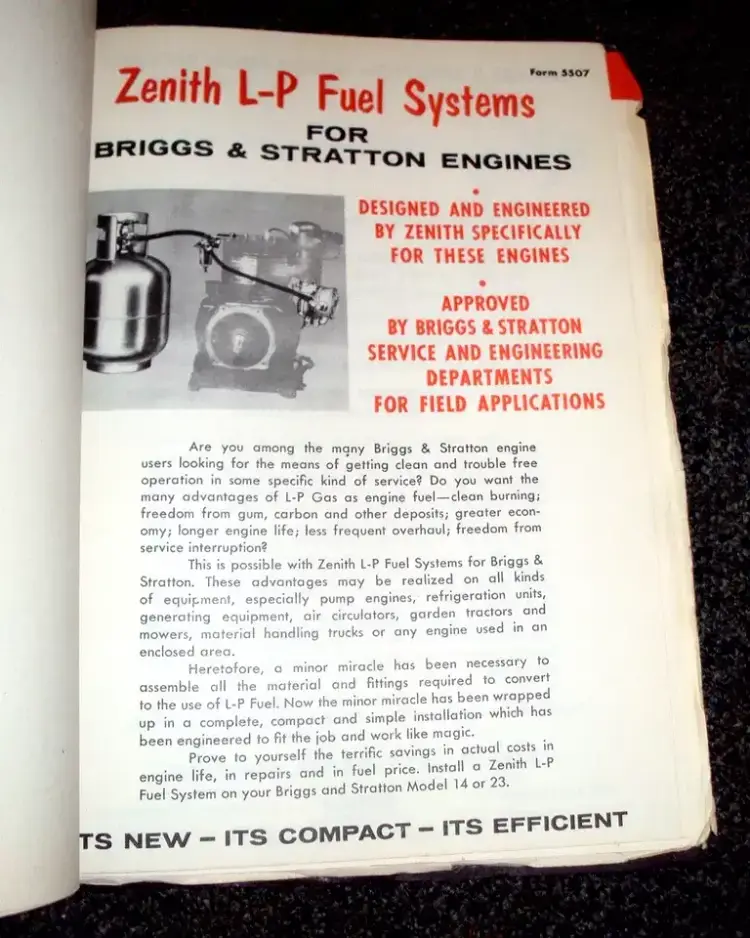 Form 5507
Zenith L-P Fuel Systems
FOR
BRIGGS & STRATTON ENGINES
•
DESIGNED AND ENGINEERED
BY ZENITH SPECIFICALLY
FOR THESE ENGINES
•
APPROVED
BY BRIGGS & STRATTON
SERVICE AND ENGINEERING
DEPARTMENTS
FOR FIELD APPLICATIONS
Are you among the many Briggs & Stratton engine
users looking for the means of getting clean and trouble free
operation in some specific kind of service? Do you want the
many advantages of L-P Gas as engine fuel—clean burning;
freedom from gum, carbon and other deposits; greater econ-
omy; longer engine life; less frequent overhaul; freedom from
service interruption?
This is possible with Zenith L-P Fuel Systems for Briggs &
Stratton. These advantages may be realized on all kinds
of equipment, especially pump engines, refrigeration units,
generating equipment, air circulators, garden tractors and
mowers, material handling trucks or any engine used in an
enclosed area.
Heretofore, a minor miracle has been necessary to
assemble all the material and fittings required to convert
to the use of L-P Fuel. Now the minor miracle has been wrapped
up in a complete, compact and simple installation which has
been engineered to fit the job and work like magic.
Prove to yourself the terrific savings in actual costs in
engine life, in repairs and in fuel price. Install a Zenith L-P
Fuel System on your Briggs and Stratton Model 14 or 23.
TS NEW – ITS COMPACT – ITS EFFICIENT